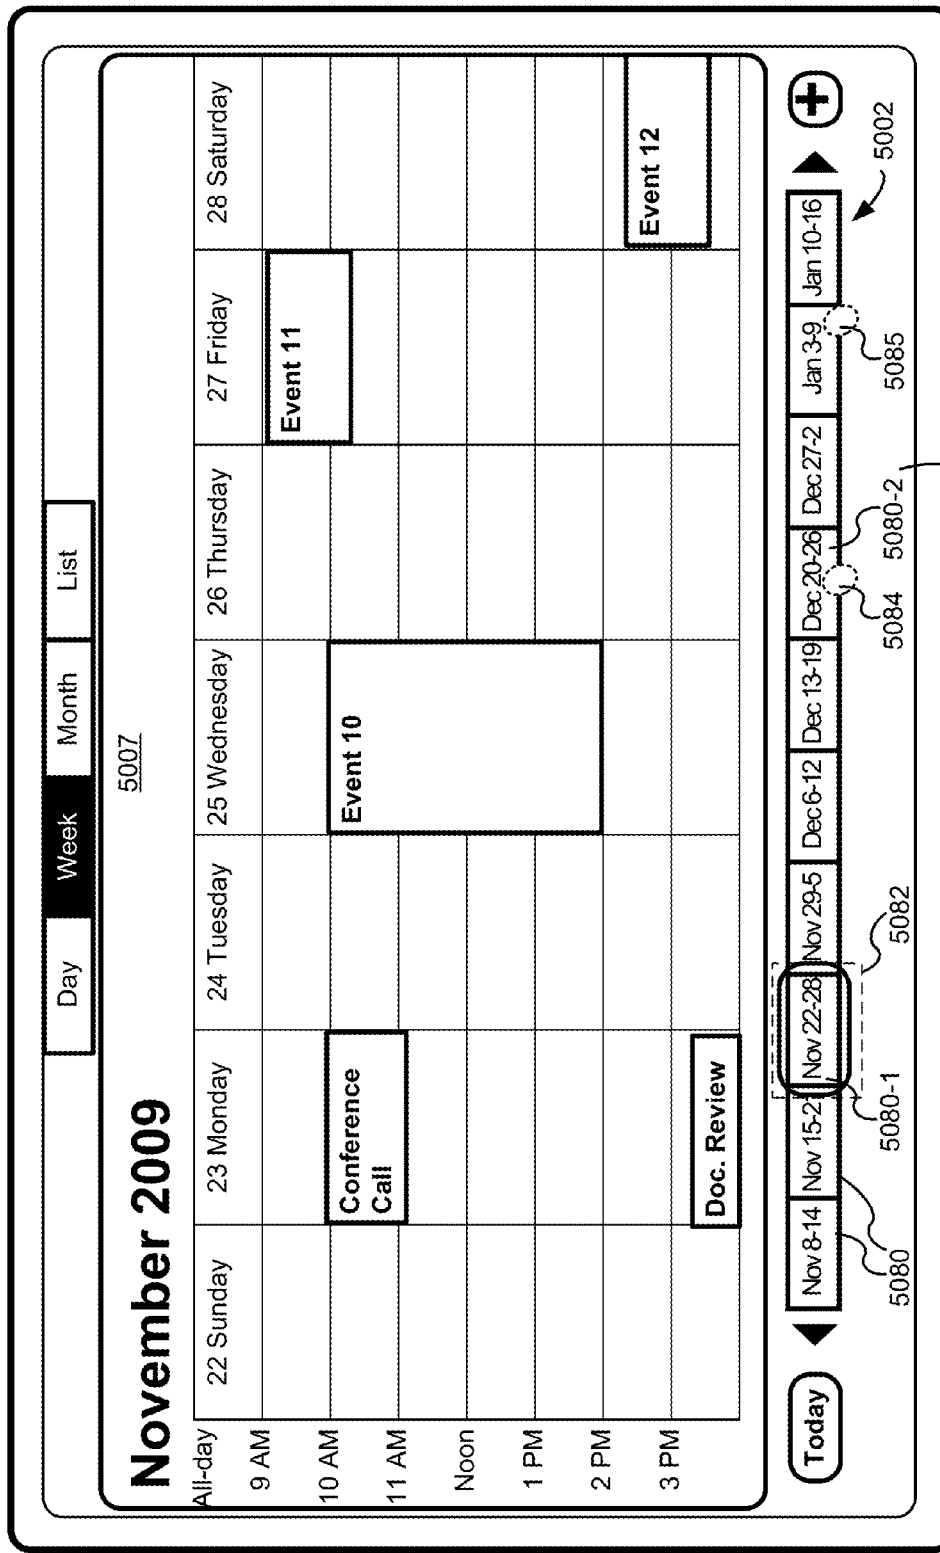 Day Week Month List
5007
November 2009
22 Sunday 23 Monday 24 Tuesday 25 Wednesday 26 Thursday 27 Friday 28 Saturday
All-day
9 AM
10 AM
11 AM
Noon
1 PM
2 PM
3 PM
Conference
Call
Doc. Review
Event 10
Event 11
Event 12
Today Nov 8-14 Nov 15-21 Nov 22-28 Nov 29-5 Dec 6-12 Dec 13-19 Dec 20-26 Dec 27-2 Jan 3-9 Jan 10-16
5080 5080-1 5082 5084 5080-2 5085 5002